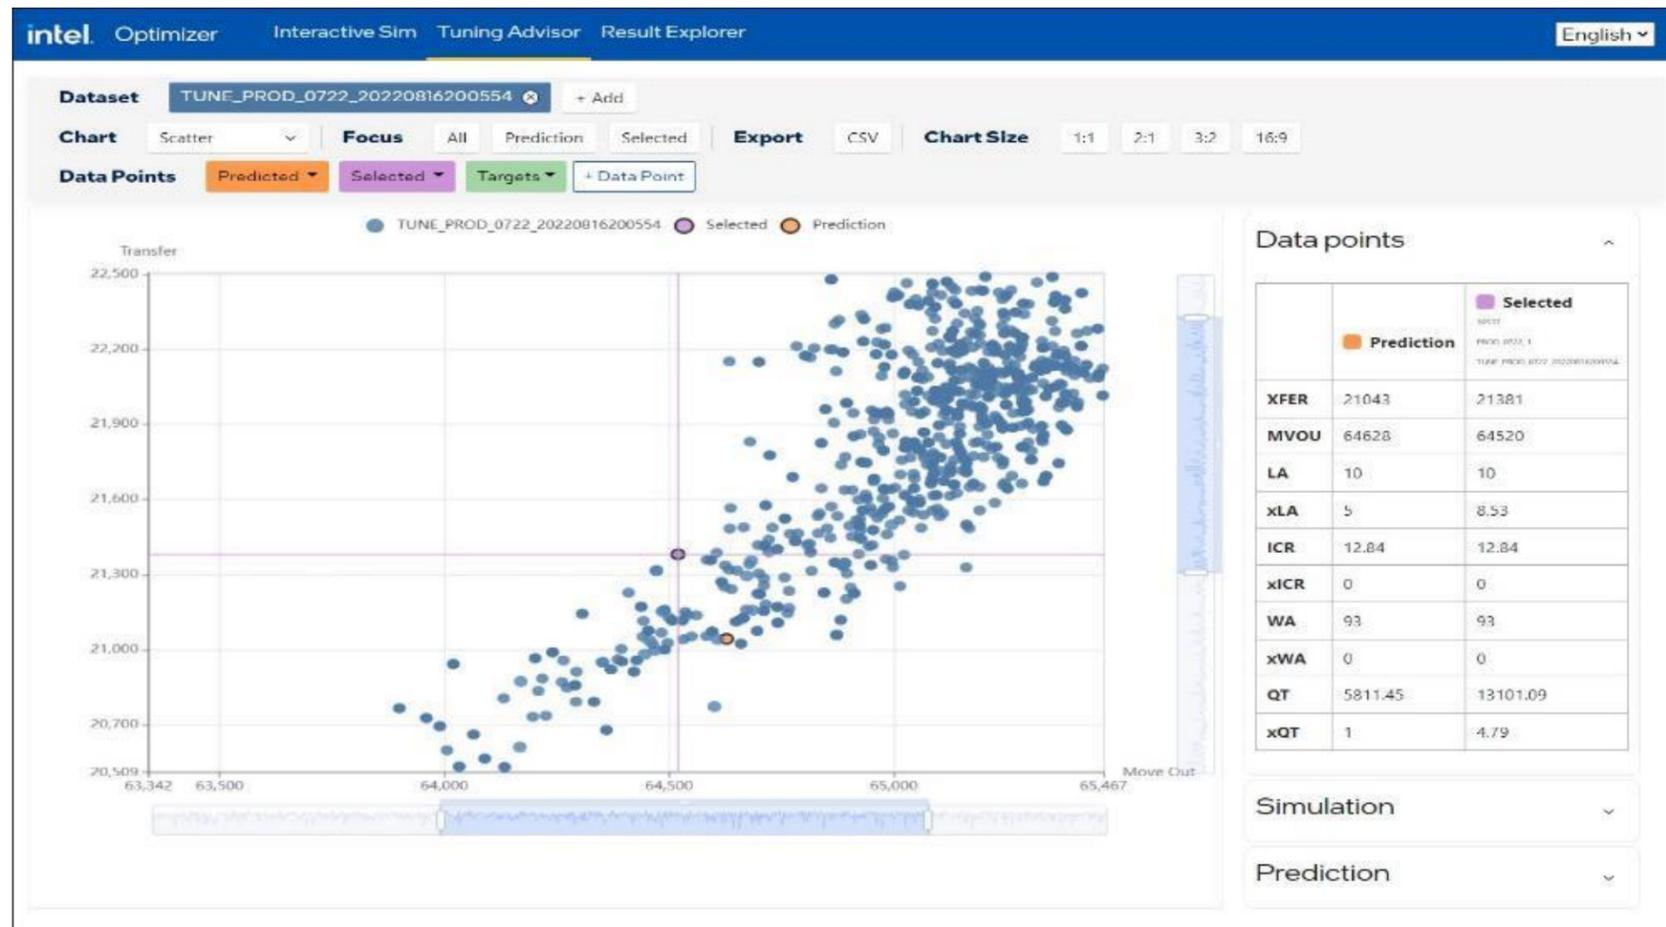 intel. Optimizer Interactive Sim Tuning Advisor Result Explorer English
Dataset TUNE_PROD_0722_20220816200554 + Add
Chart Scatter Focus All Prediction Selected Export CSV Chart Size 1:1 2:1 3:2 16:9
Data Points Predicted Selected Targets + Data Point
TUNE_PROD_0722_20220816200554 Selected Prediction
Transfer
22,500
22,200
21,900
21,600
21,300
21,000
20,700
20,509
63,342 63,500 64,000 64,500 65,000 65,467
Move Out
Data points
Prediction Selected
PROD_0722_1
TUNE_PROD_0722_20220816200554
XFER 21043 21381
MVOU 64628 64520
LA 10 10
xLA 5 8.53
ICR 12.84 12.84
xICR 0 0
WA 93 93
xWA 0 0
QT 5811.45 13101.09
xQT 1 4.79
Simulation
Prediction